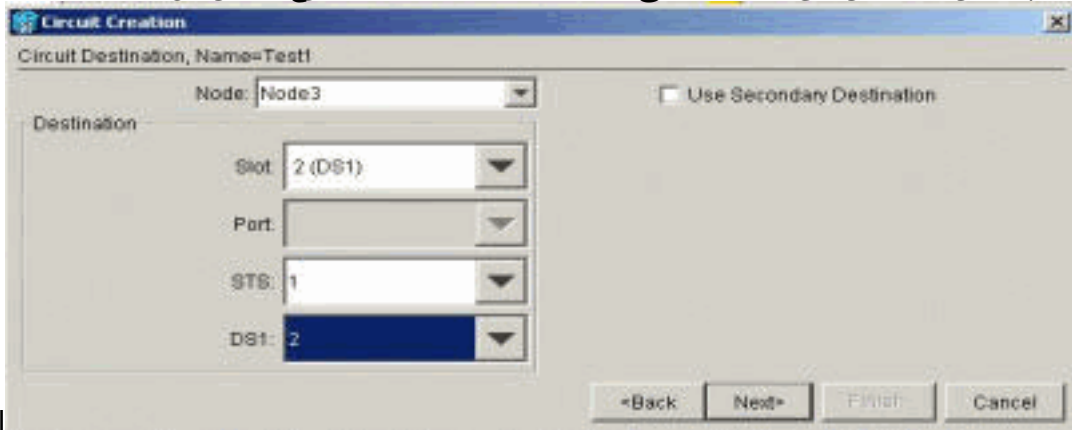 Circuit Creation
Circuit Destination, Name=Test1
Node: Node3
Use Secondary Destination
Destination
Slot: 2 (DS1)
Port:
STS: 1
DS1: 2
<Back Next> Finish Cancel